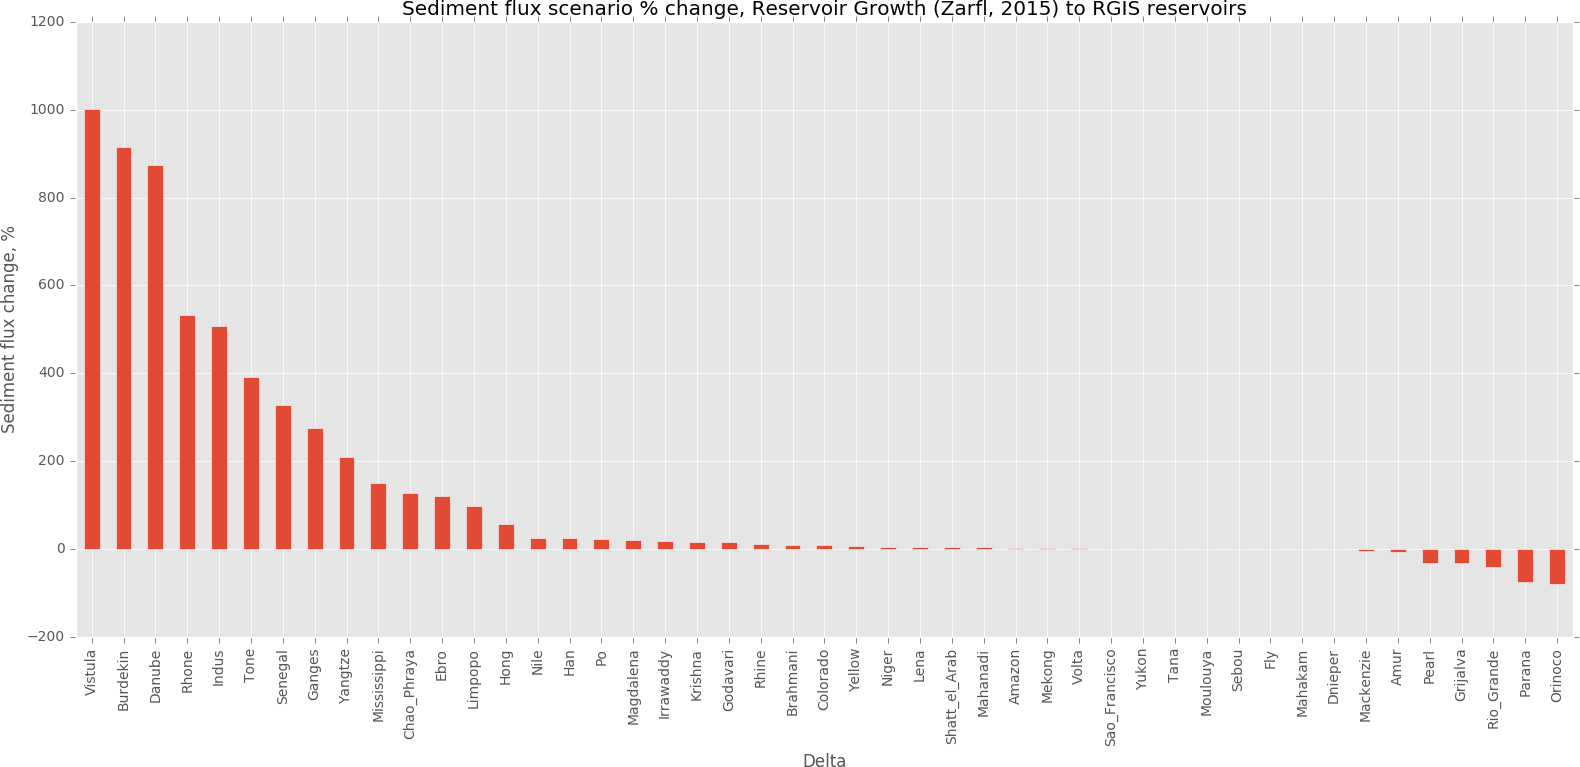 Sediment flux scenario % change, Reservoir Growth (Zarfl, 2015) to RGIS reservoirs
1200
1000
800
600
400
200
0
−200
Sediment flux change, %
Vistula
Burdekin
Danube
Rhone
Indus
Tone
Senegal
Ganges
Yangtze
Mississippi
Chao_Phraya
Ebro
Limpopo
Hong
Nile
Han
Po
Magdalena
Irrawaddy
Krishna
Godavari
Rhine
Brahmani
Colorado
Yellow
Niger
Lena
Shatt_el_Arab
Mahanadi
Amazon
Mekong
Volta
Sao_Francisco
Yukon
Tana
Moulouya
Sebou
Fly
Mahakam
Dnieper
Mackenzie
Amur
Pearl
Grijalva
Rio_Grande
Parana
Orinoco
Delta